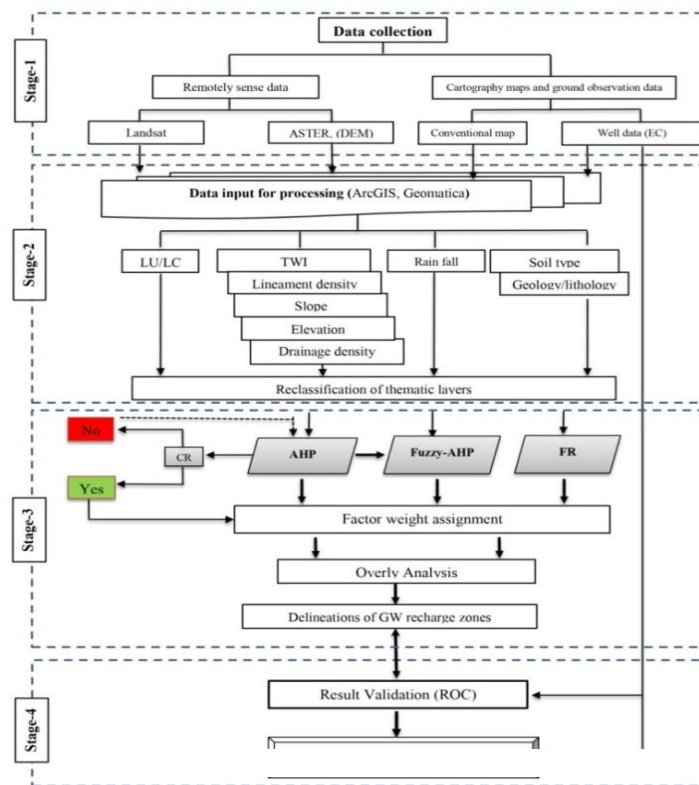 Stage-1
Data collection
Remotely sense data
Cartography maps and ground observation data
Landsat
ASTER, (DEM)
Conventional map
Well data (EC)
Stage-2
Data input for processing (ArcGIS, Geomatica)
LU/LC
TWI
Rain fall
Soil type
Lineament density
Geology/lithology
Slope
Elevation
Drainage density
Reclassification of thematic layers
Stage-3
No
CR
AHP
Fuzzy-AHP
FR
Yes
Factor weight assignment
Overly Analysis
Delineations of GW recharge zones
Stage-4
Result Validation (ROC)